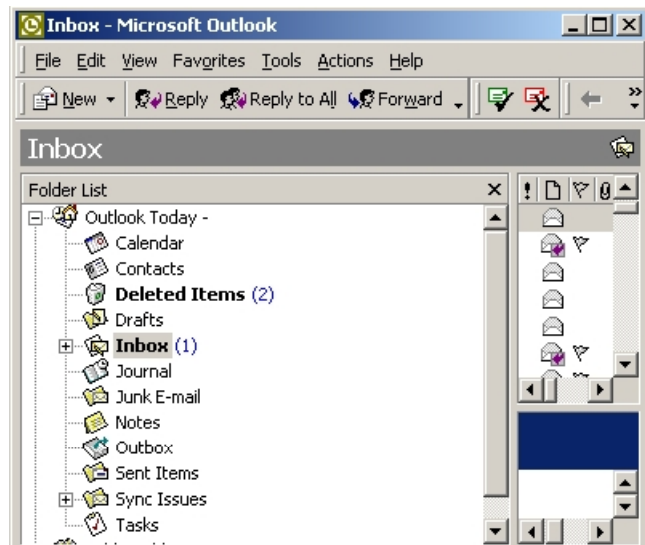 Inbox - Microsoft Outlook
File Edit View Favorites Tools Actions Help
New Reply Reply to All Forward
Inbox
Folder List
Outlook Today -
Calendar
Contacts
Deleted Items (2)
Drafts
Inbox (1)
Journal
Junk E-mail
Notes
Outbox
Sent Items
Sync Issues
Tasks